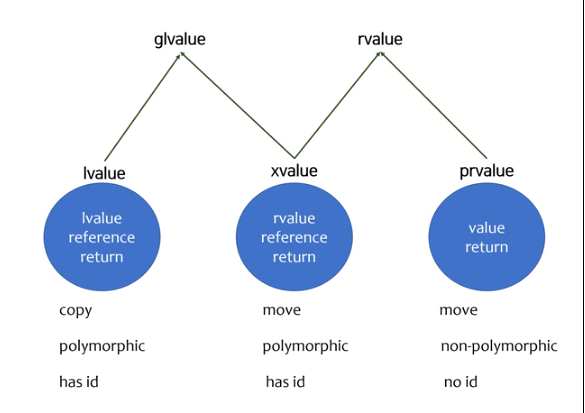 glvalue rvalue
lvalue xvalue prvalue
lvalue
reference
return
rvalue
reference
return
value
return
copy move move
polymorphic polymorphic non-polymorphic
has id has id no id